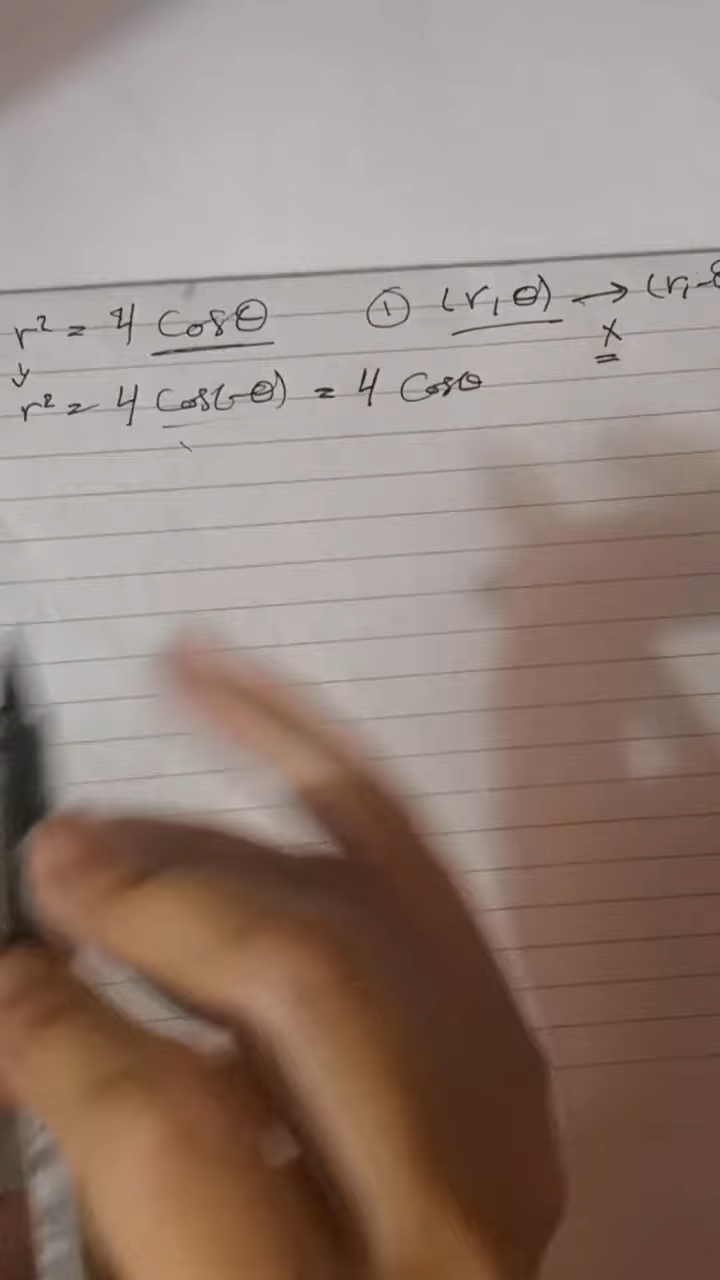 r² = 4 Cosθ ① (r, θ) → (r, -θ
x
r² = 4 Cos(-θ) = 4 Cosθ